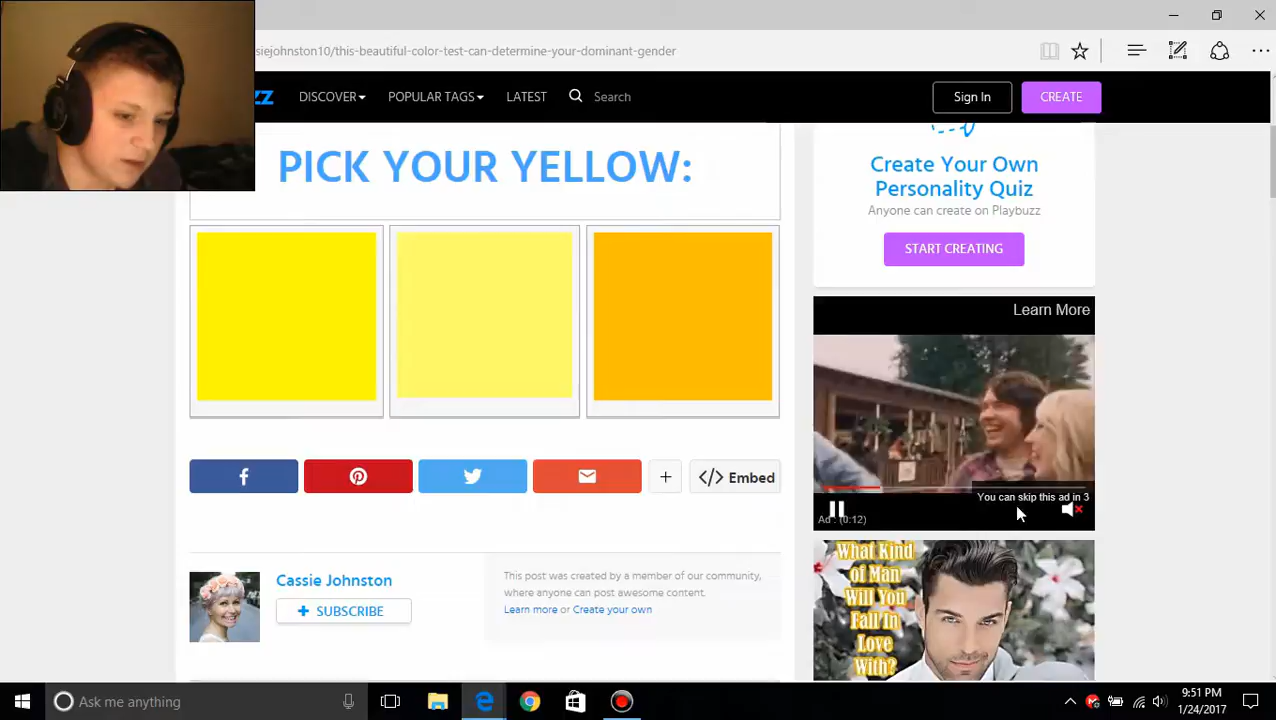 siejohnston10/this-beautiful-color-test-can-determine-your-dominant-gender
zz
DISCOVER
POPULAR TAGS
LATEST
Search
Sign In
CREATE
PICK YOUR YELLOW:
Create Your Own
Personality Quiz
Anyone can create on Playbuzz
START CREATING
Learn More
You can skip this ad in 3
Ad : (0:12)
f
+
</> Embed
Cassie Johnston
+ SUBSCRIBE
This post was created by a member of our community,
where anyone can post awesome content.
Learn more or Create your own
What Kind
of Man
Will You
Fall In
Love
With?
Ask me anything
9:51 PM
1/24/2017